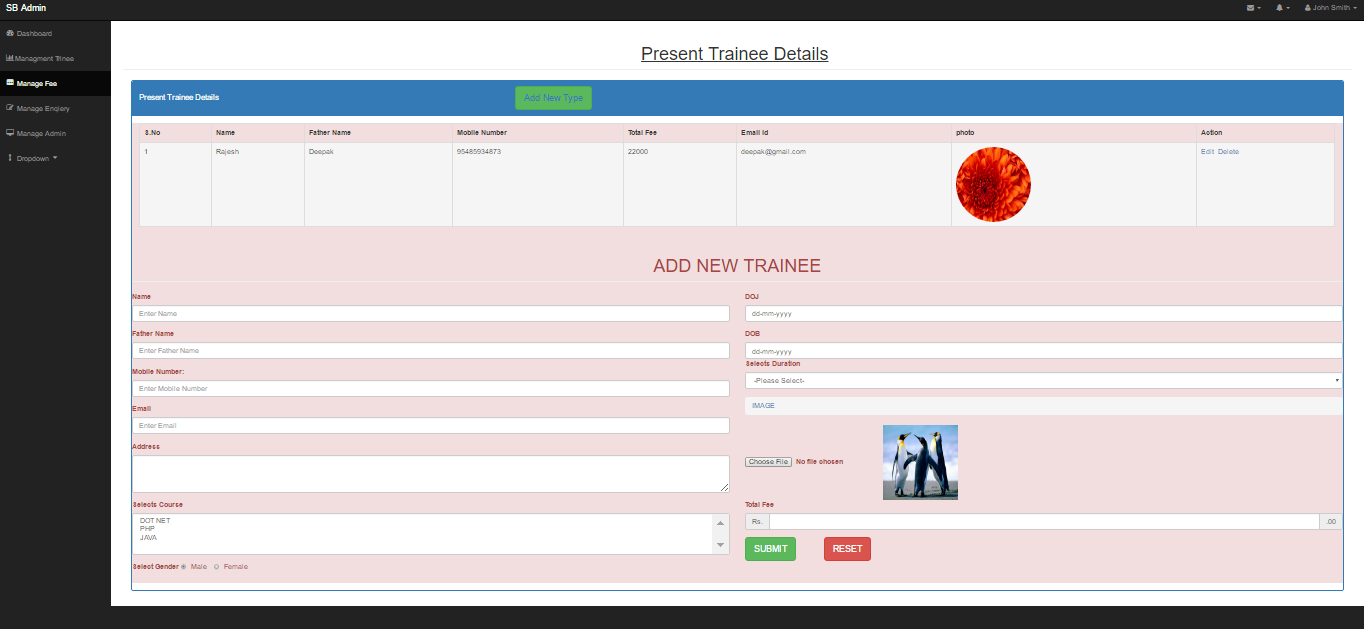 SB Admin
John Smith
Dashboard
Managment Trinee
Manage Fee
Manage Enqiery
Manage Admin
Dropdown
Present Trainee Details
Present Trainee Details Add New Type
S.No Name Father Name Mobile Number Total Fee Email Id photo Action
1 Rajesh Deepak 95485934873 22000 deepak@gmail.com Edit Delete
ADD NEW TRAINEE
Name
Enter Name
Father Name
Enter Father Name
Mobile Number:
Enter Mobile Number
Email
Enter Email
Address
Selects Course
DOT NET
PHP
JAVA
Select Gender Male Female
DOJ
dd-mm-yyyy
DOB
dd-mm-yyyy
Selects Duration
-Please Select-
IMAGE
Choose File No file chosen
Total Fee
Rs. .00
SUBMIT RESET